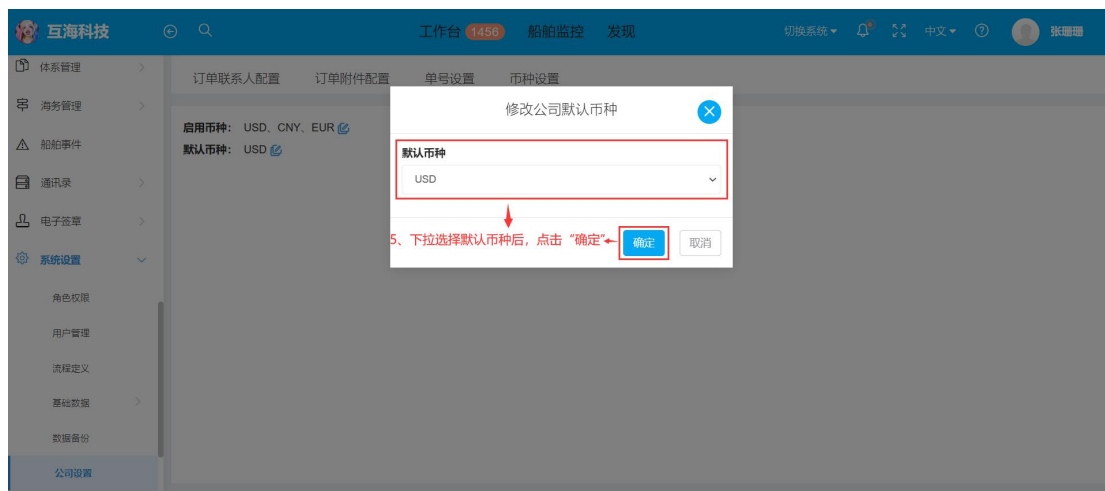 互海科技
工作台 1456 船舶监控 发现
切换系统 中文 张珊珊
体系管理
海务管理
船舶事件
通讯录
电子签章
系统设置
角色权限
用户管理
流程定义
基础数据
数据备份
公司设置
订单联系人配置 订单附件配置 单号设置 币种设置
启用币种： USD、CNY、EUR
默认币种： USD
修改公司默认币种
默认币种
USD
5、下拉选择默认币种后，点击“确定”
确定 取消